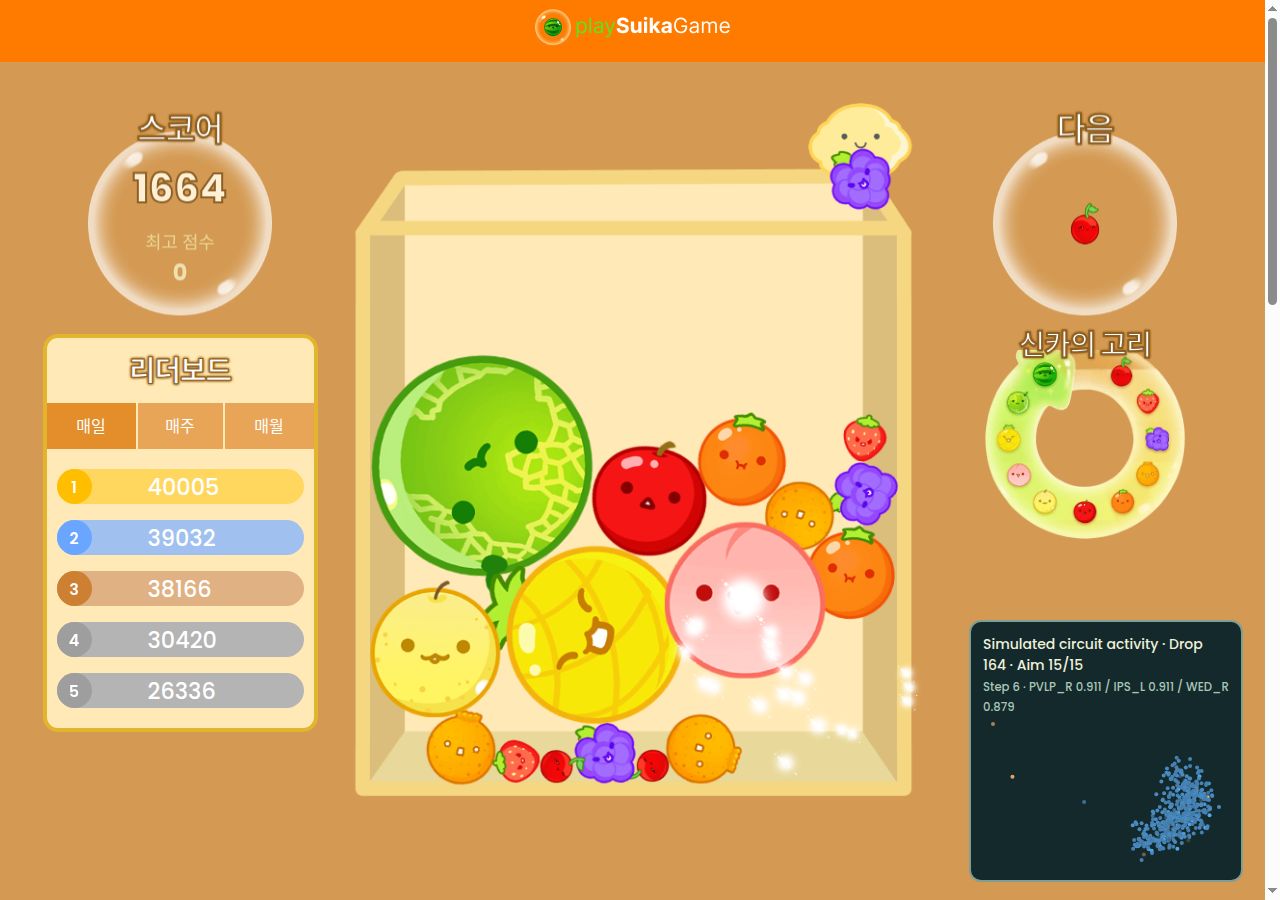 playSuikaGame
스코어
1664
최고 점수
0
다음
신카의 고리
리더보드
매일 매주 매월
1 40005
2 39032
3 38166
4 30420
5 26336
Simulated circuit activity · Drop
164 · Aim 15/15
Step 6 · PVLP_R 0.911 / IPS_L 0.911 / WED_R
0.879